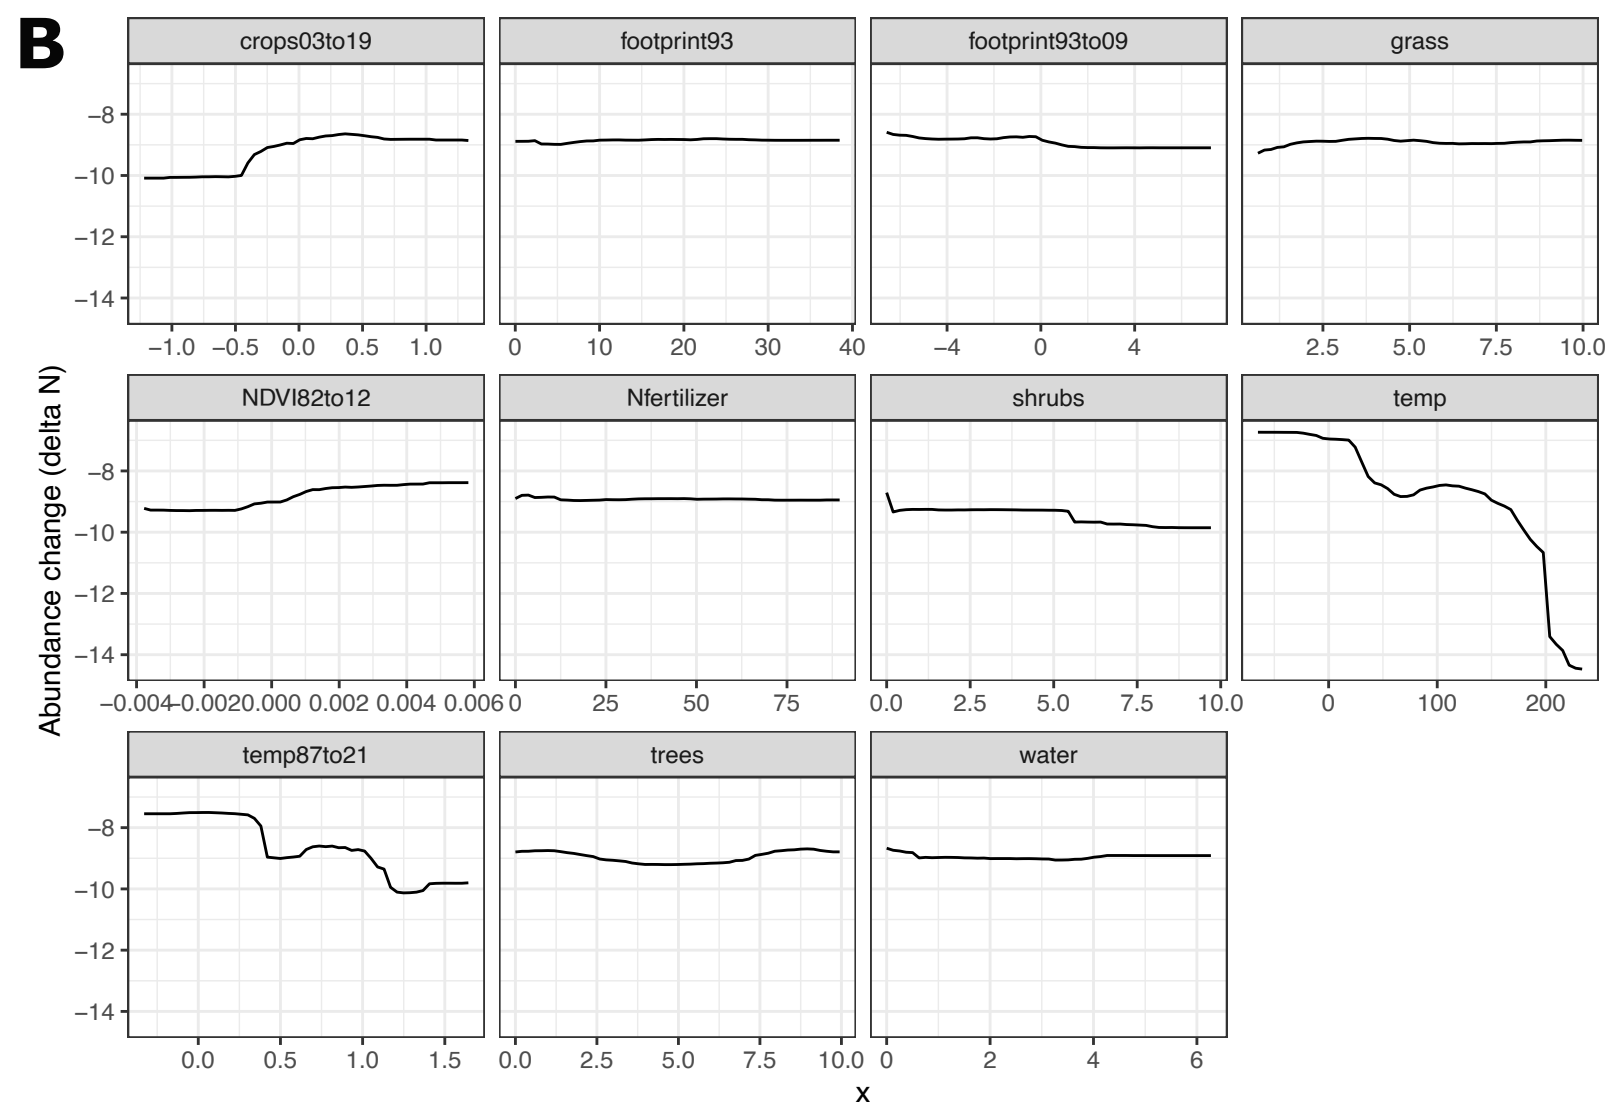 B
crops03to19 footprint93 footprint93to09 grass
−8
−10
−12
−14
−1.0 −0.5 0.0 0.5 1.0 0 10 20 30 40 −4 0 4 2.5 5.0 7.5 10.0
Abundance change (delta N)
NDVI82to12 Nfertilizer shrubs temp
−8
−10
−12
−14
−0.004 −0.002 0.000 0.002 0.004 0.006 0 25 50 75 0.0 2.5 5.0 7.5 10.0 0 100 200
temp87to21 trees water
−8
−10
−12
−14
0.0 0.5 1.0 1.5 0.0 2.5 5.0 7.5 10.0 0 2 4 6
x